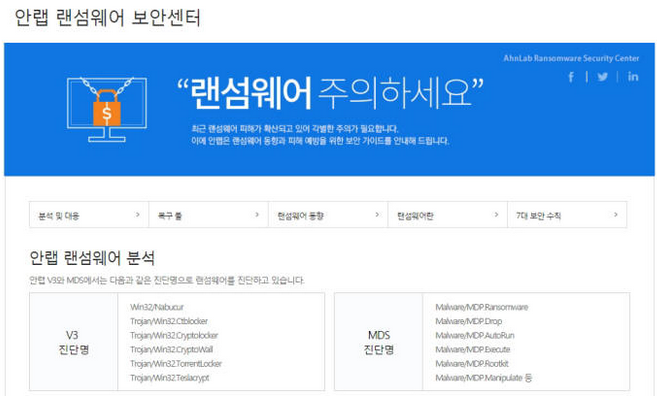 안랩 랜섬웨어 보안센터
AhnLab Ransomware Security Center
“랜섬웨어 주의하세요”
최근 랜섬웨어 피해가 확산되고 있어 각별한 주의가 필요합니다.
이에 안랩은 랜섬웨어 동향과 피해 예방을 위한 보안 가이드를 안내해 드립니다.
$
f
in
분석 및 대응 >
복구 툴 >
랜섬웨어 동향 >
랜섬웨어란 >
7대 보안 수칙 >
안랩 랜섬웨어 분석
안랩 V3와 MDS에서는 다음과 같은 진단명으로 랜섬웨어를 진단하고 있습니다.
V3
진단명
Win32/Nabucur
Trojan/Win32.Ctblocker
Trojan/Win32.Cryptolocker
Trojan/Win32.CryptoWall
Trojan/Win32.TorrentLocker
Trojan/Win32.Teslacrypt
MDS
진단명
Malware/MDP.Ransomware
Malware/MDP.Drop
Malware/MDP.AutoRun
Malware/MDP.Execute
Malware/MDP.Rootkit
Malware/MDP.Manipulate 등